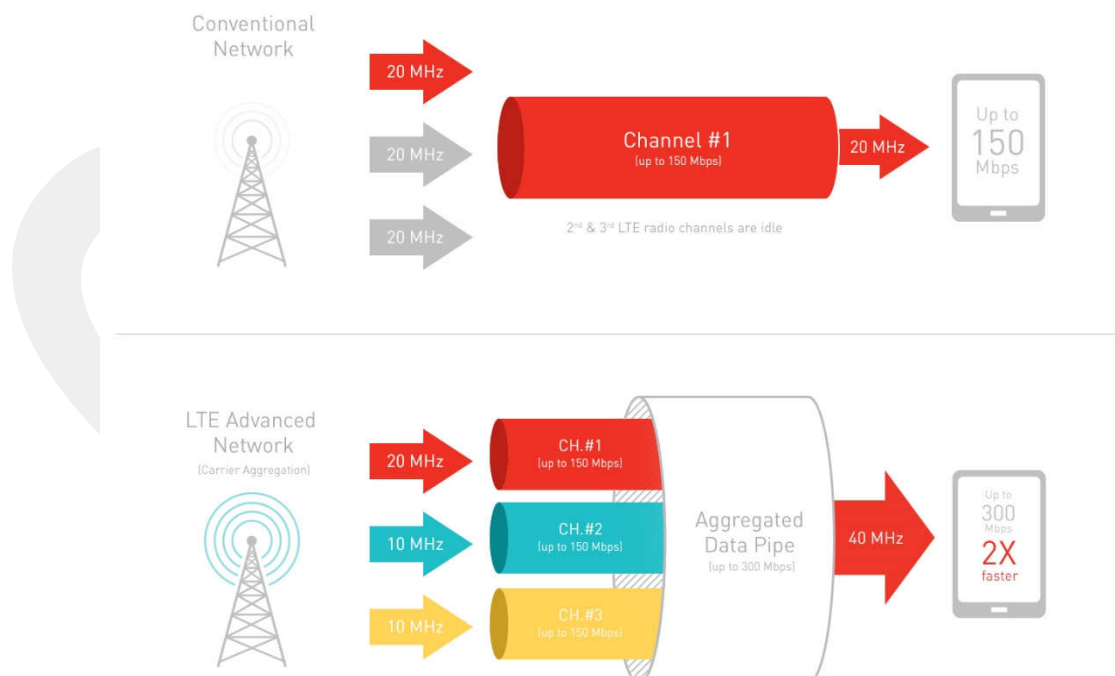 Conventional
Network
20 MHz
20 MHz
20 MHz
Channel #1
(up to 150 Mbps)
20 MHz
Up to
150
Mbps
2nd & 3rd LTE radio channels are idle
LTE Advanced
Network
(Carrier Aggregation)
20 MHz
10 MHz
10 MHz
CH.#1
(up to 150 Mbps)
CH.#2
(up to 150 Mbps)
CH.#3
(up to 150 Mbps)
Aggregated
Data Pipe
(up to 300 Mbps)
40 MHz
Up to
300
Mbps
2X
faster